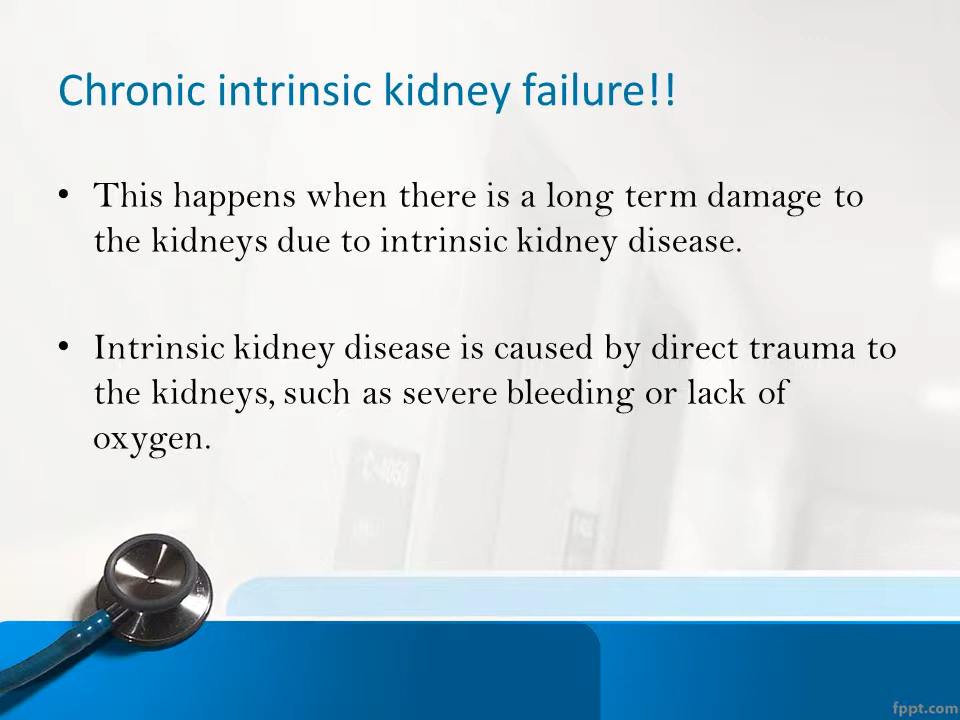 Chronic intrinsic kidney failure!!
• This happens when there is a long term damage to
the kidneys due to intrinsic kidney disease.
• Intrinsic kidney disease is caused by direct trauma to
the kidneys, such as severe bleeding or lack of
oxygen.
C-4053
fppt.com